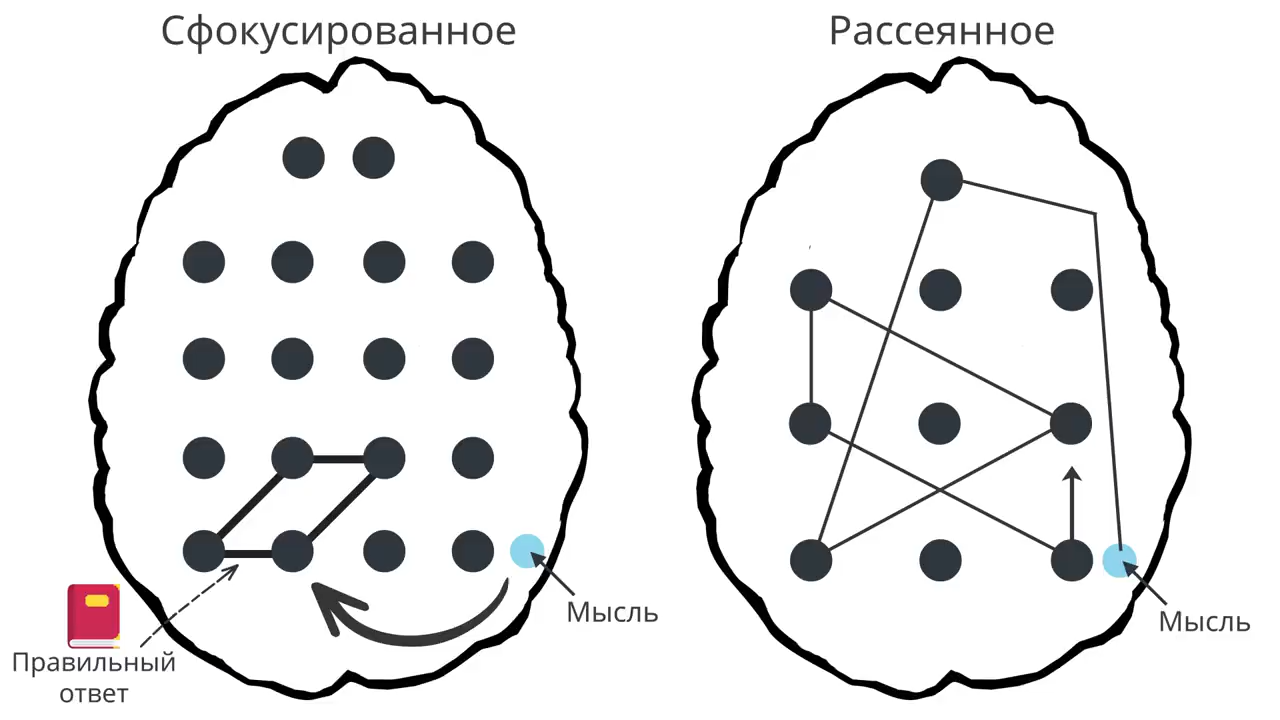 Сфокусированное
Рассеянное
Мысль
Правильный
ответ
Мысль